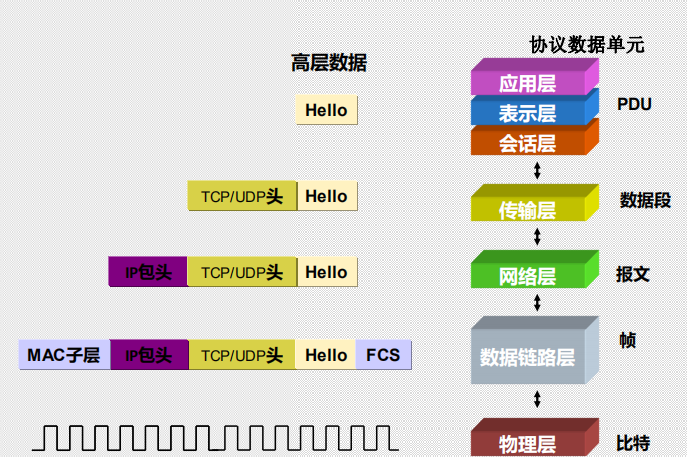 协议数据单元
高层数据
应用层
Hello
表示层
PDU
会话层
TCP/UDP头 Hello
传输层
数据段
IP包头 TCP/UDP头 Hello
网络层
报文
MAC子层 IP包头 TCP/UDP头 Hello FCS
数据链路层
帧
物理层
比特